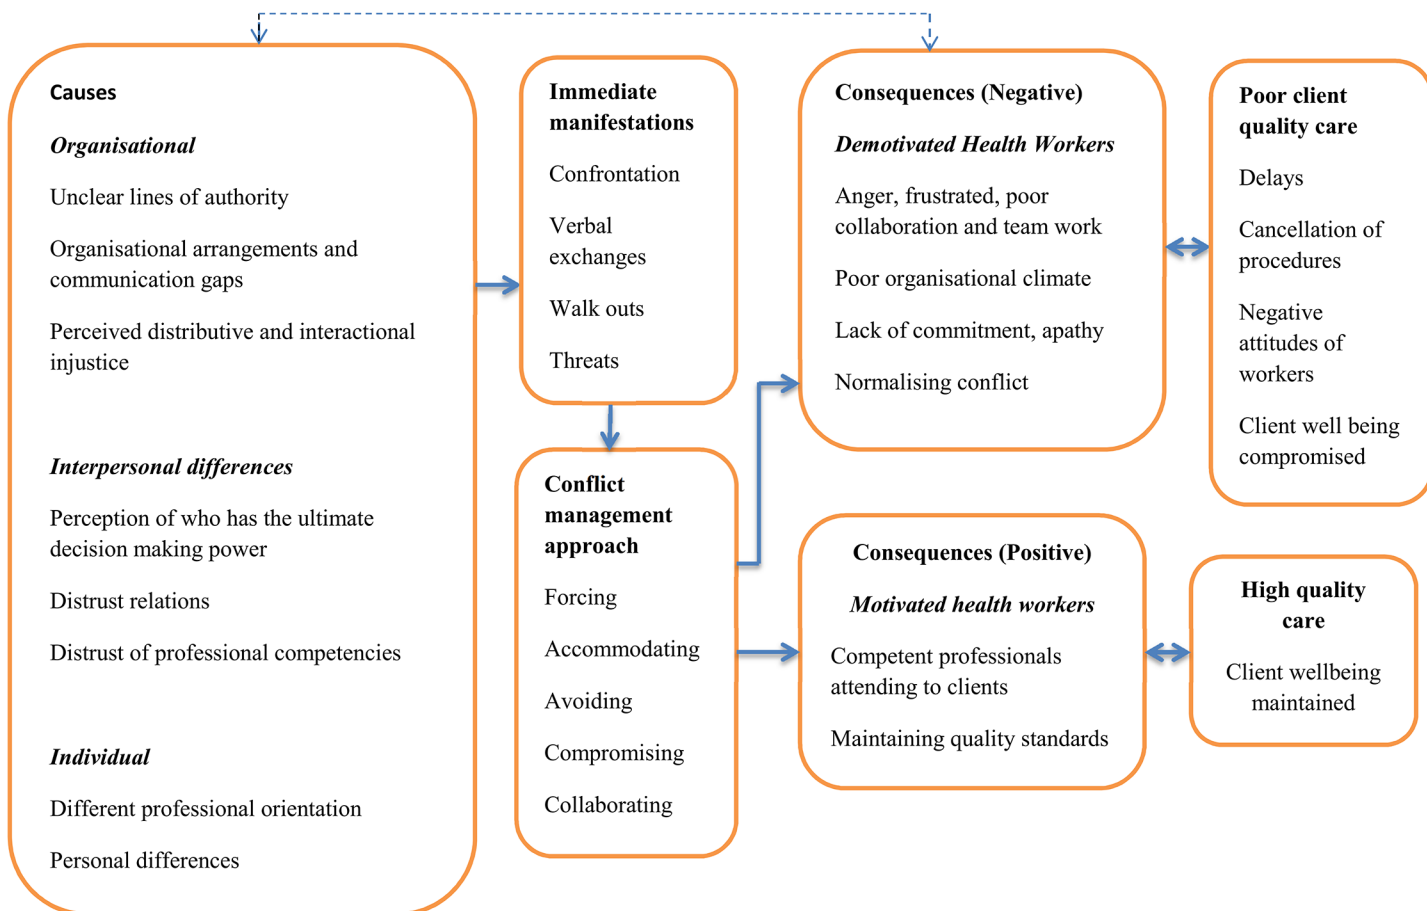 Causes
Organisational
Unclear lines of authority
Organisational arrangements and
communication gaps
Perceived distributive and interactional
injustice
Interpersonal differences
Perception of who has the ultimate
decision making power
Distrust relations
Distrust of professional competencies
Individual
Different professional orientation
Personal differences
Immediate
manifestations
Confrontation
Verbal
exchanges
Walk outs
Threats
Conflict
management
approach
Forcing
Accommodating
Avoiding
Compromising
Collaborating
Consequences (Negative)
Demotivated Health Workers
Anger, frustrated, poor
collaboration and team work
Poor organisational climate
Lack of commitment, apathy
Normalising conflict
Consequences (Positive)
Motivated health workers
Competent professionals
attending to clients
Maintaining quality standards
Poor client
quality care
Delays
Cancellation of
procedures
Negative
attitudes of
workers
Client well being
compromised
High quality
care
Client wellbeing
maintained